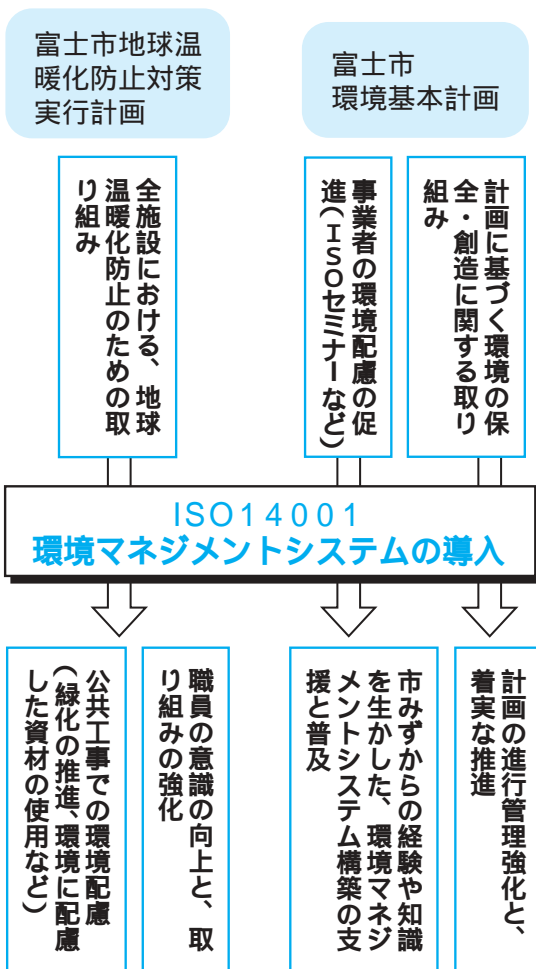 富士市地球温
暖化防止対策
実行計画
富士市
環境基本計画
全施設における、地球
温暖化防止のための取
り組み
計画に基づく環境の保
全・創造に関する取り
組み
事業者の環境配慮の促
進（ＩＳＯセミナーなど）
ISO14001
環境マネジメントシステムの導入
計画の進行管理強化と、
着実な推進
市みずからの経験や知識
を生かした、環境マネジ
メントシステム構築の支
援と普及
職員の意識の向上と、取
り組みの強化
公共工事での環境配慮
（緑化の推進、環境に配慮
した資材の使用など）